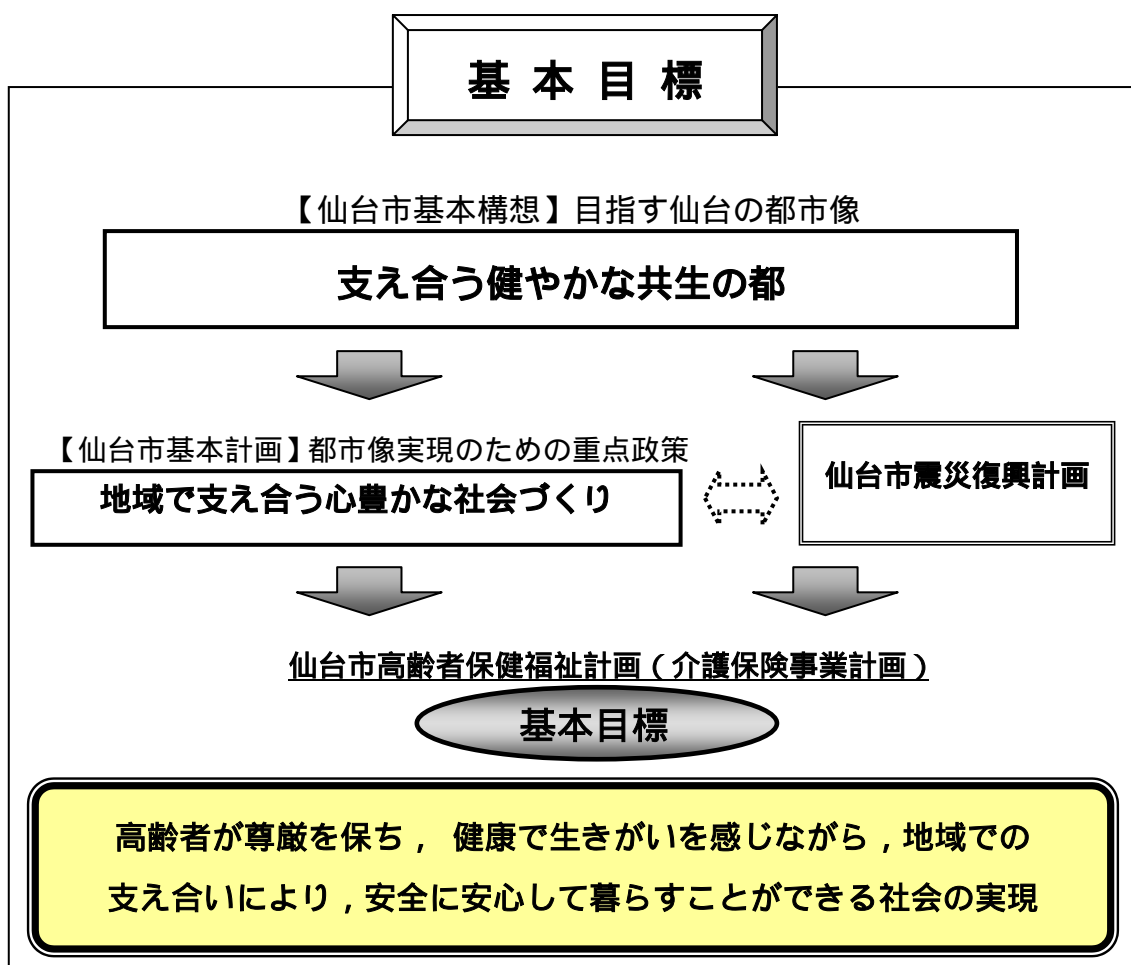 基本目標
【仙台市基本構想】目指す仙台の都市像
支え合う健やかな共生の都
【仙台市基本計画】都市像実現のための重点政策
地域で支え合う心豊かな社会づくり
仙台市震災復興計画
仙台市高齢者保健福祉計画（介護保険事業計画）
基本目標
高齢者が尊厳を保ち，健康で生きがいを感じながら，地域での
支え合いにより，安全に安心して暮らすことができる社会の実現